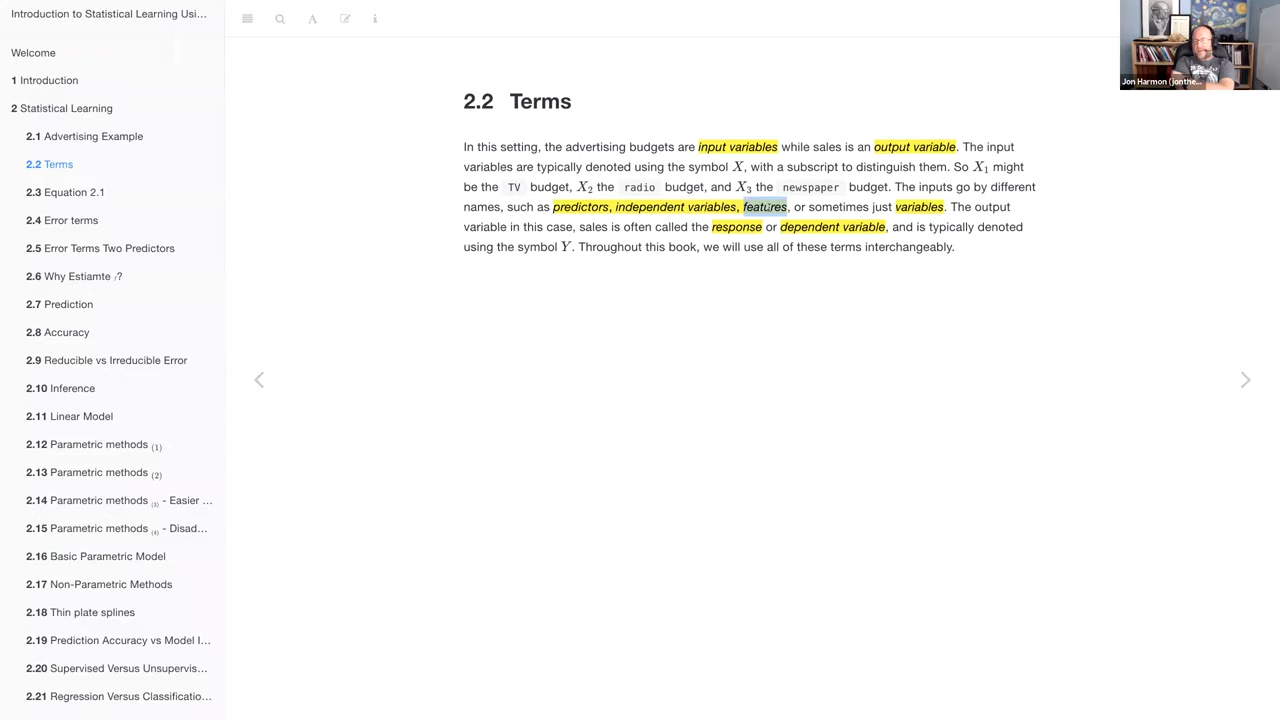 Introduction to Statistical Learning Usi...
Welcome
1 Introduction
2 Statistical Learning
2.1 Advertising Example
2.2 Terms
2.3 Equation 2.1
2.4 Error terms
2.5 Error Terms Two Predictors
2.6 Why Estiamte f?
2.7 Prediction
2.8 Accuracy
2.9 Reducible vs Irreducible Error
2.10 Inference
2.11 Linear Model
2.12 Parametric methods (1)
2.13 Parametric methods (2)
2.14 Parametric methods (3) - Easier ...
2.15 Parametric methods (4) - Disad...
2.16 Basic Parametric Model
2.17 Non-Parametric Methods
2.18 Thin plate splines
2.19 Prediction Accuracy vs Model I...
2.20 Supervised Versus Unsupervis...
2.21 Regression Versus Classificatio...
2.2 Terms
In this setting, the advertising budgets are input variables while sales is an output variable. The input
variables are typically denoted using the symbol X, with a subscript to distinguish them. So X₁ might
be the TV budget, X₂ the radio budget, and X₃ the newspaper budget. The inputs go by different
names, such as predictors, independent variables, features, or sometimes just variables. The output
variable in this case, sales is often called the response or dependent variable, and is typically denoted
using the symbol Y. Throughout this book, we will use all of these terms interchangeably.
Jon Harmon (jonthe...